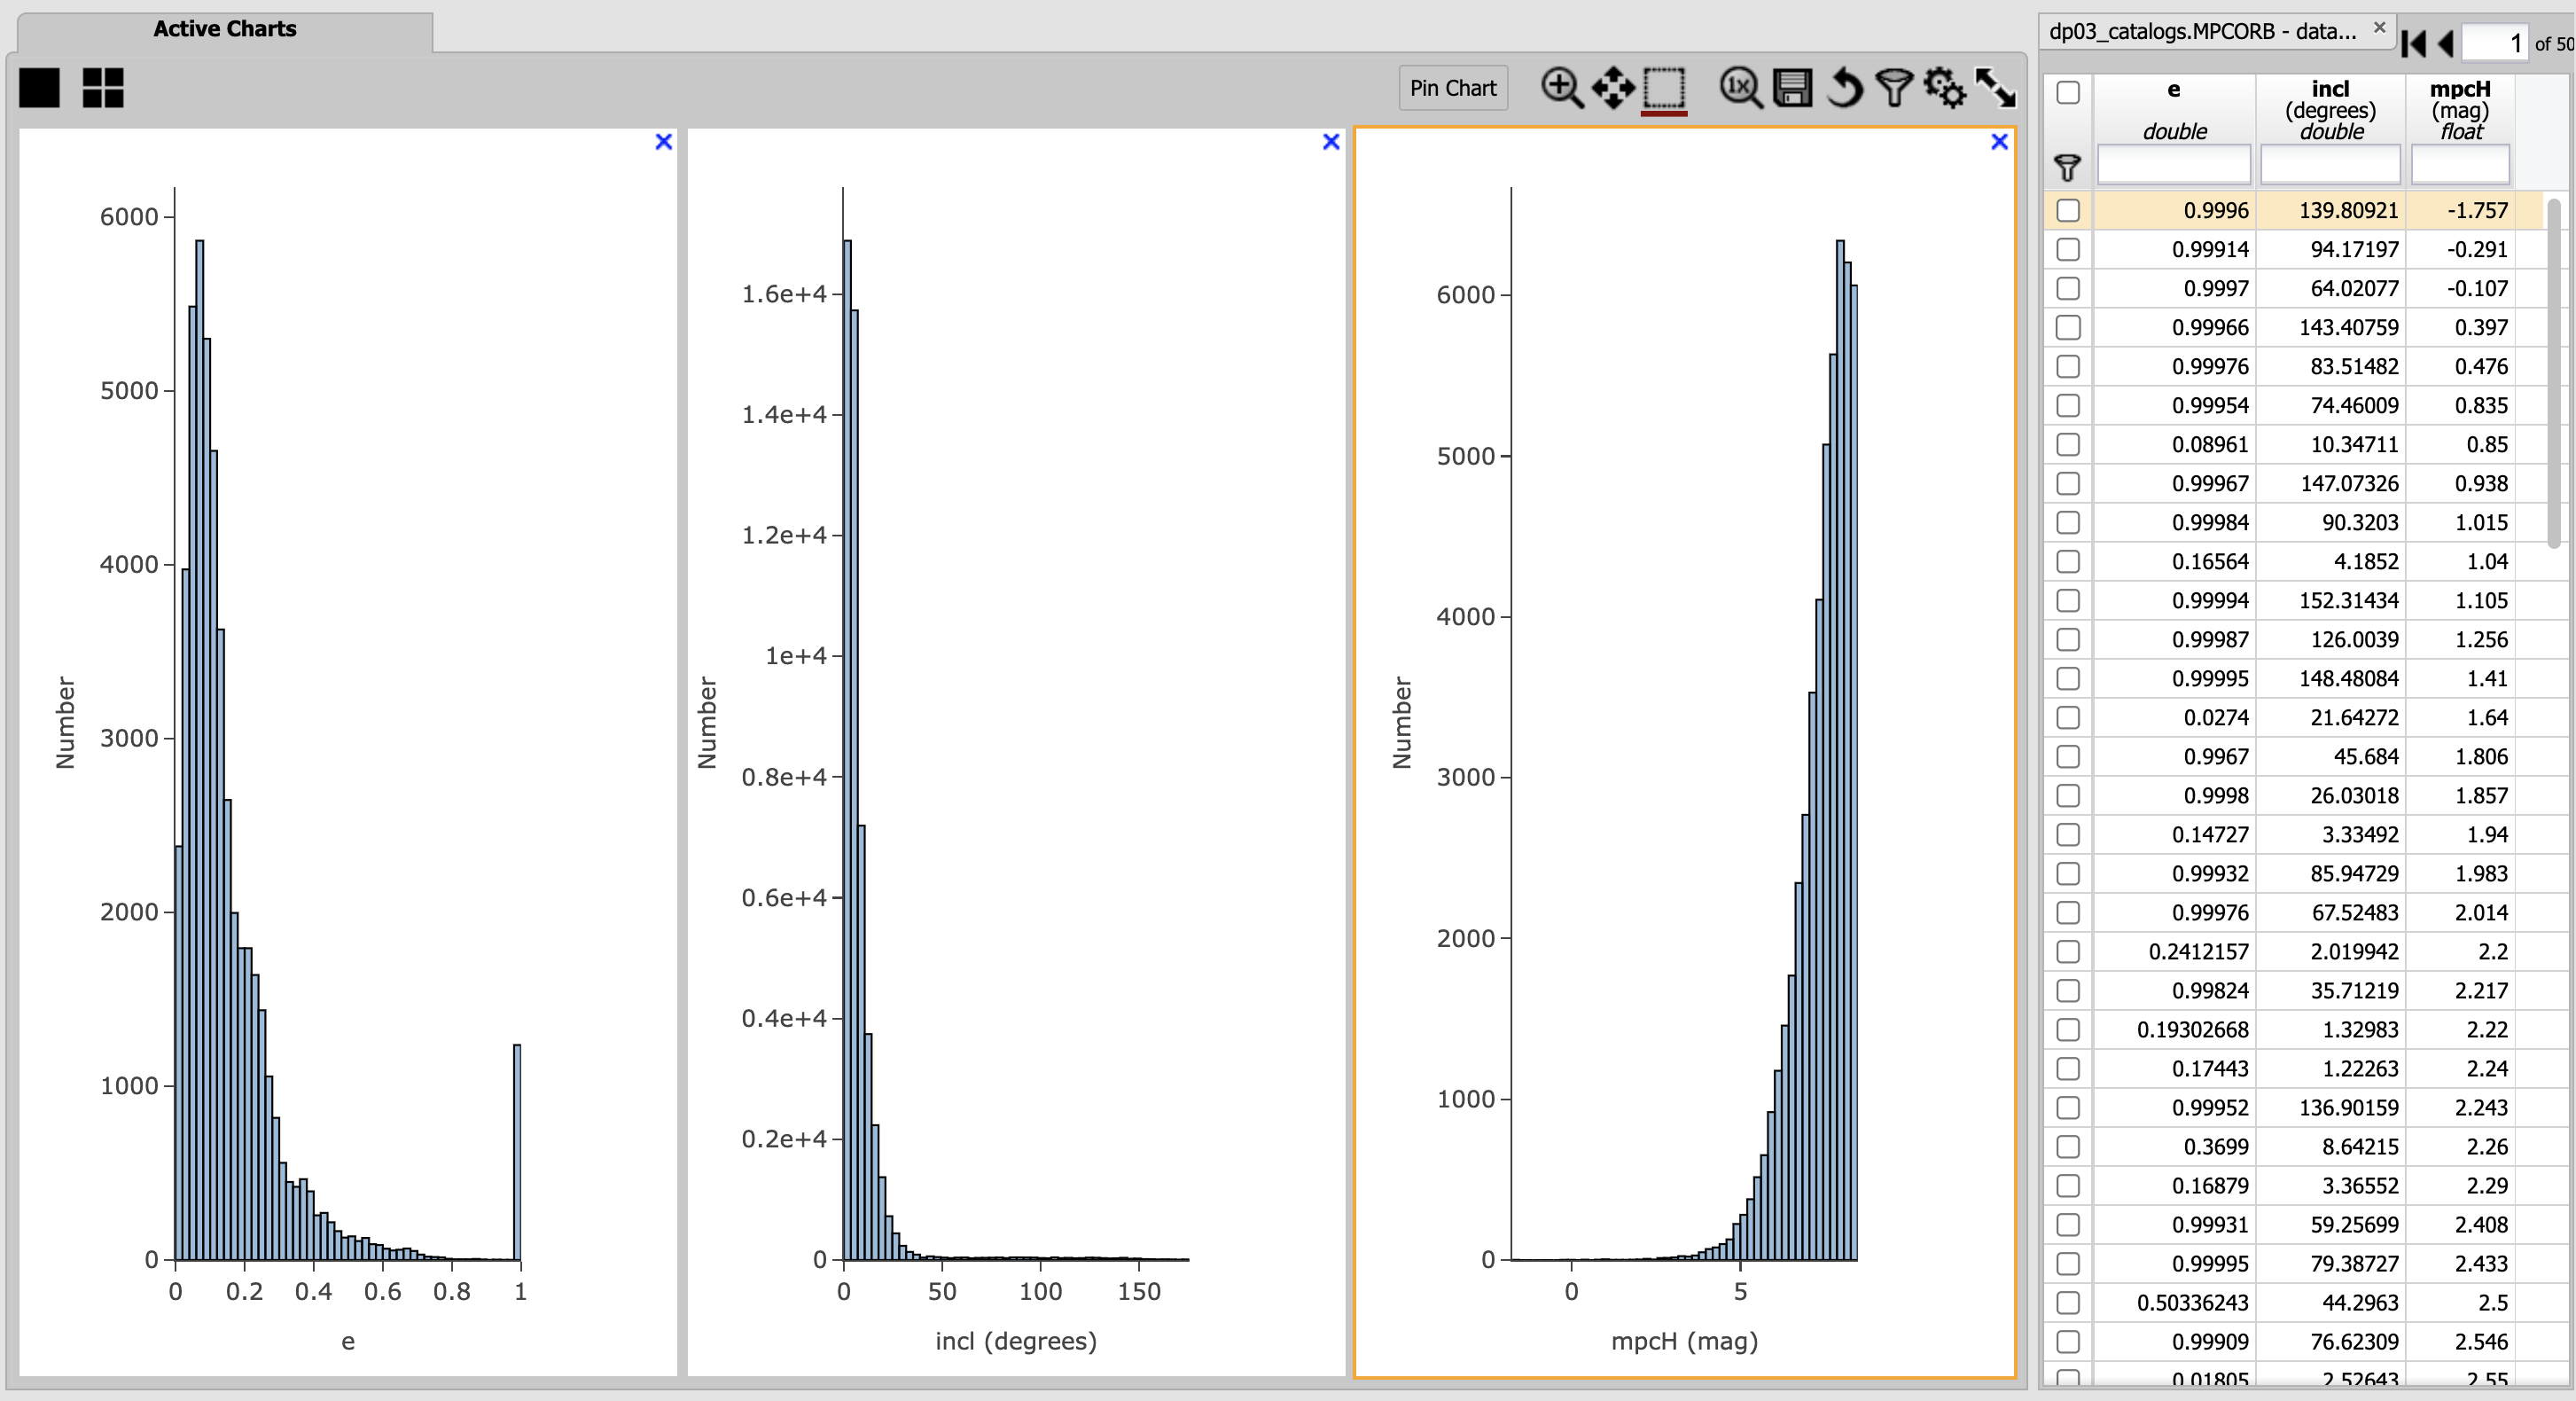 Active Charts
Pin Chart
1x
6000
5000
4000
3000
2000
1000
0
0 0.2 0.4 0.6 0.8 1
Number
e
1.6e+4
1.4e+4
1.2e+4
1e+4
0.8e+4
0.6e+4
0.4e+4
0.2e+4
0
0 50 100 150
Number
incl (degrees)
6000
5000
4000
3000
2000
1000
0
0 5
Number
mpcH (mag)
dp03_catalogs.MPCORB - data... ×
1 of 50
e incl mpcH
(degrees) (mag)
double double float
0.9996 139.80921 -1.757
0.99914 94.17197 -0.291
0.9997 64.02077 -0.107
0.99966 143.40759 0.397
0.99976 83.51482 0.476
0.99954 74.46009 0.835
0.08961 10.34711 0.85
0.99967 147.07326 0.938
0.99984 90.3203 1.015
0.16564 4.1852 1.04
0.99994 152.31434 1.105
0.99987 126.0039 1.256
0.99995 148.48084 1.41
0.0274 21.64272 1.64
0.9967 45.684 1.806
0.9998 26.03018 1.857
0.14727 3.33492 1.94
0.99932 85.94729 1.983
0.99976 67.52483 2.014
0.2412157 2.019942 2.2
0.99824 35.71219 2.217
0.19302668 1.32983 2.22
0.17443 1.22263 2.24
0.99952 136.90159 2.243
0.3699 8.64215 2.26
0.16879 3.36552 2.29
0.99931 59.25699 2.408
0.99995 79.38727 2.433
0.50336243 44.2963 2.5
0.99909 76.62309 2.546
0.01805 2.52643 2.55